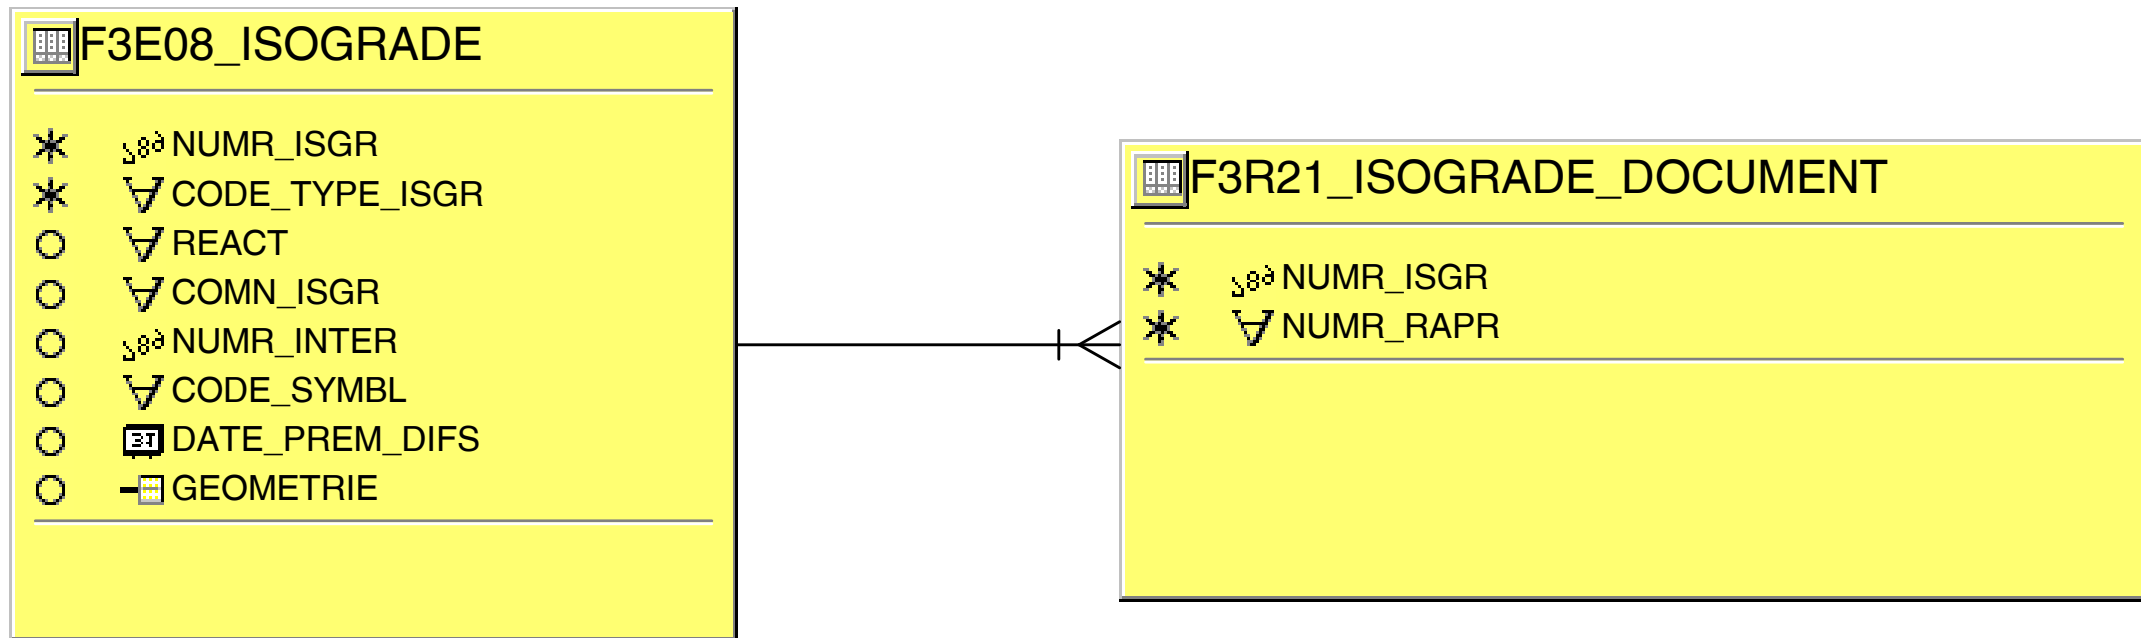 F3E08_ISOGRADE
NUMR_ISGR
CODE_TYPE_ISGR
REACT
COMN_ISGR
NUMR_INTER
CODE_SYMBL
DATE_PREM_DIFS
GEOMETRIE
F3R21_ISOGRADE_DOCUMENT
NUMR_ISGR
NUMR_RAPR